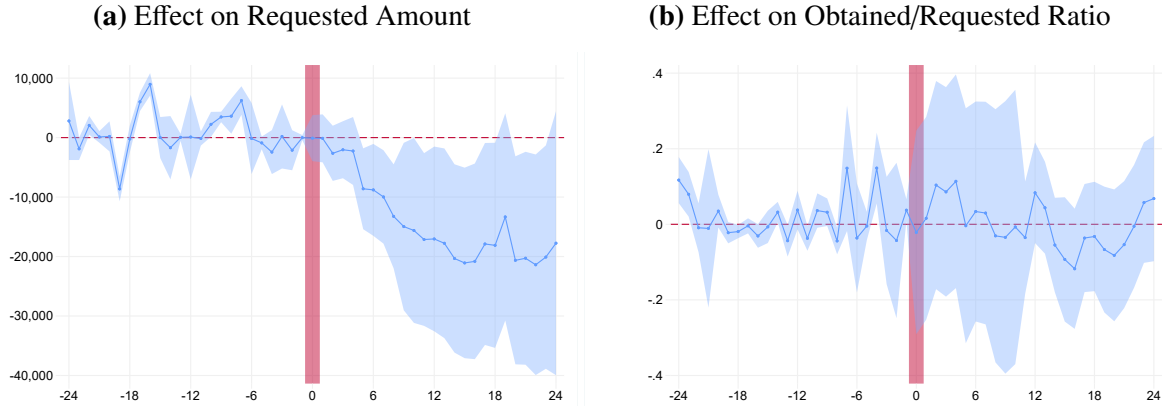 (a) Effect on Requested Amount
10,000
0
-10,000
-20,000
-30,000
-40,000
-24 -18 -12 -6 0 6 12 18 24
(b) Effect on Obtained/Requested Ratio
.4
.2
0
-.2
-.4
-24 -18 -12 -6 0 6 12 18 24